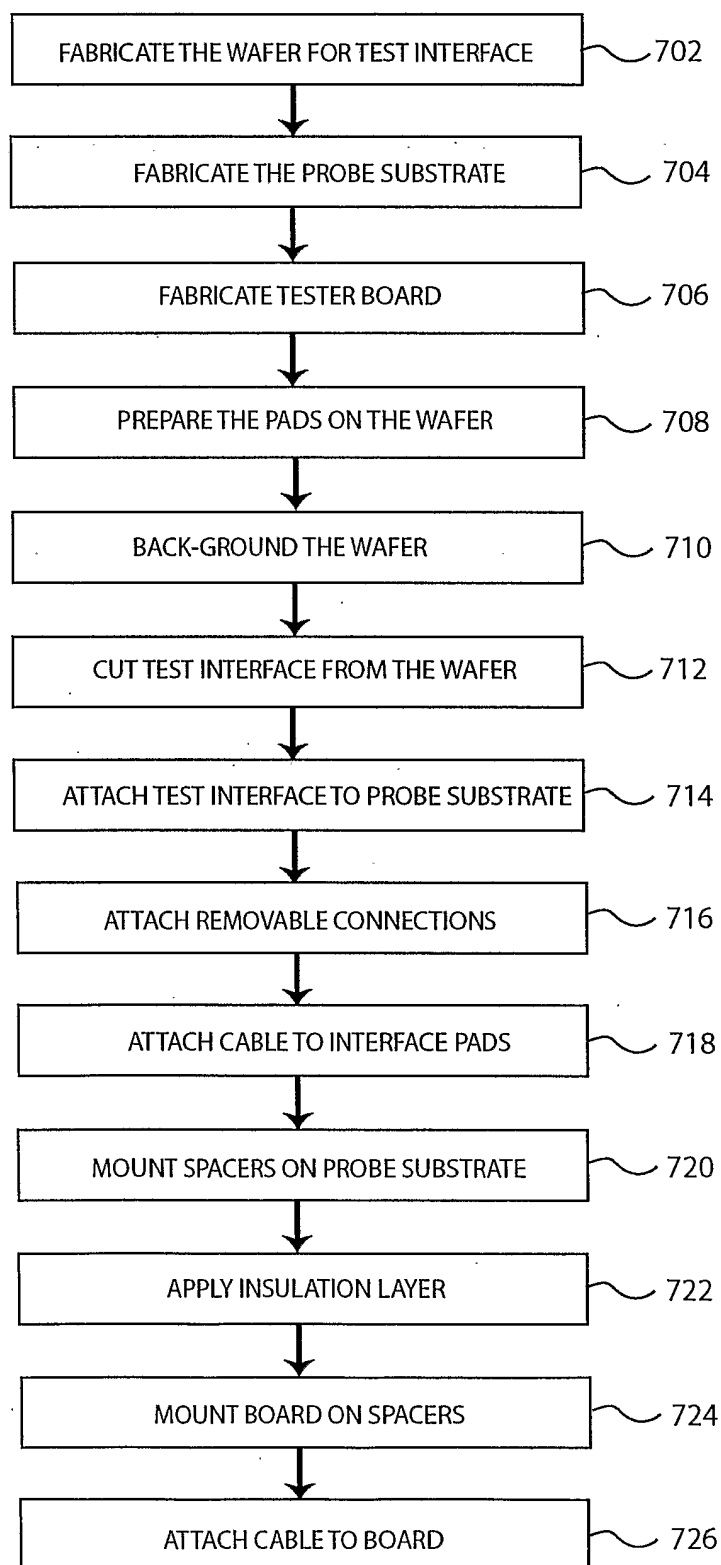 FABRICATE THE WAFER FOR TEST INTERFACE 702
FABRICATE THE PROBE SUBSTRATE 704
FABRICATE TESTER BOARD 706
PREPARE THE PADS ON THE WAFER 708
BACK-GROUND THE WAFER 710
CUT TEST INTERFACE FROM THE WAFER 712
ATTACH TEST INTERFACE TO PROBE SUBSTRATE 714
ATTACH REMOVABLE CONNECTIONS 716
ATTACH CABLE TO INTERFACE PADS 718
MOUNT SPACERS ON PROBE SUBSTRATE 720
APPLY INSULATION LAYER 722
MOUNT BOARD ON SPACERS 724
ATTACH CABLE TO BOARD 726